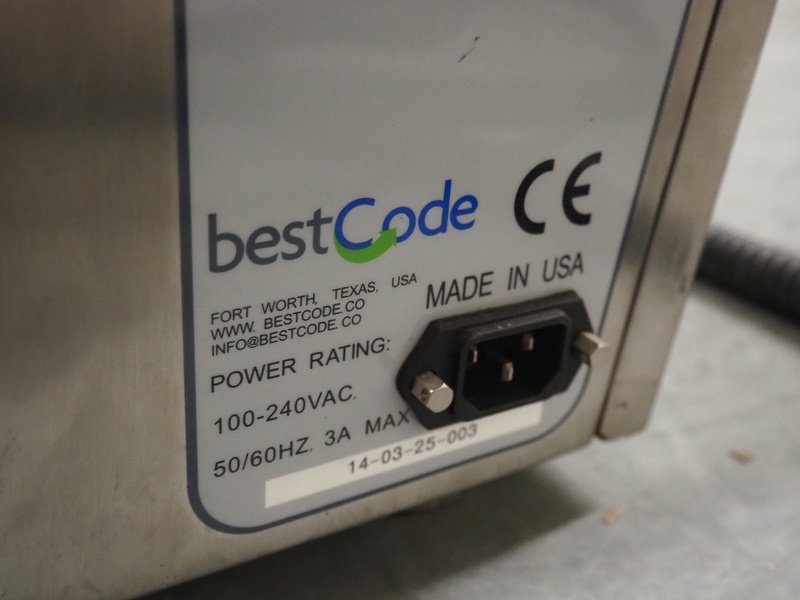 bestCode CE
FORT WORTH, TEXAS, USA
WWW. BESTCODE.CO
INFO@BESTCODE.CO
MADE IN USA
POWER RATING:
100-240VAC,
50/60HZ, 3A MAX
14-03-25-003